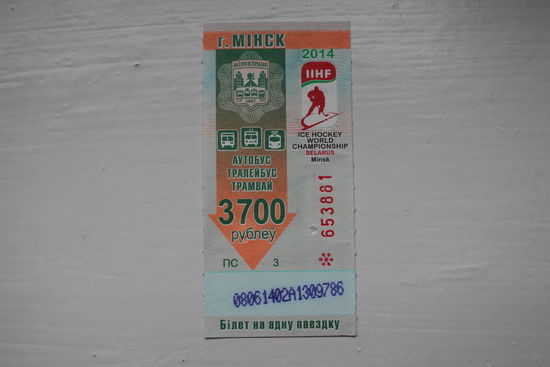 г. МІНСК
МІНСКТРАНС
АЎТОБУС
ТРАЛЕЙБУС
ТРАМВАЙ
3700
рублёў
ПС 3
2014
IIHF
ICE HOCKEY
WORLD
CHAMPIONSHIP
BELARUS
Minsk
653881
08061402A1309786
Білет на адну паездку